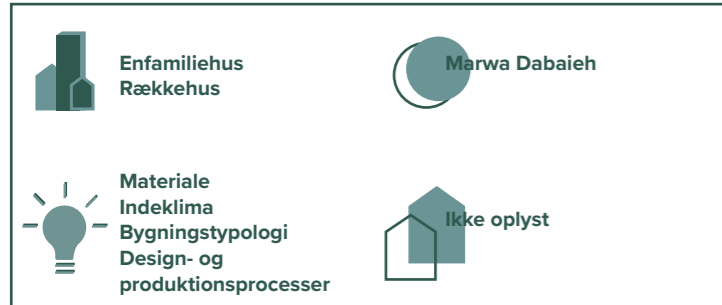 Enfamiliehus
Rækkehus
Marwa Dabaieh
Materiale
Indeklima
Bygningstypologi
Design- og
produktionsprocesser
Ikke oplyst